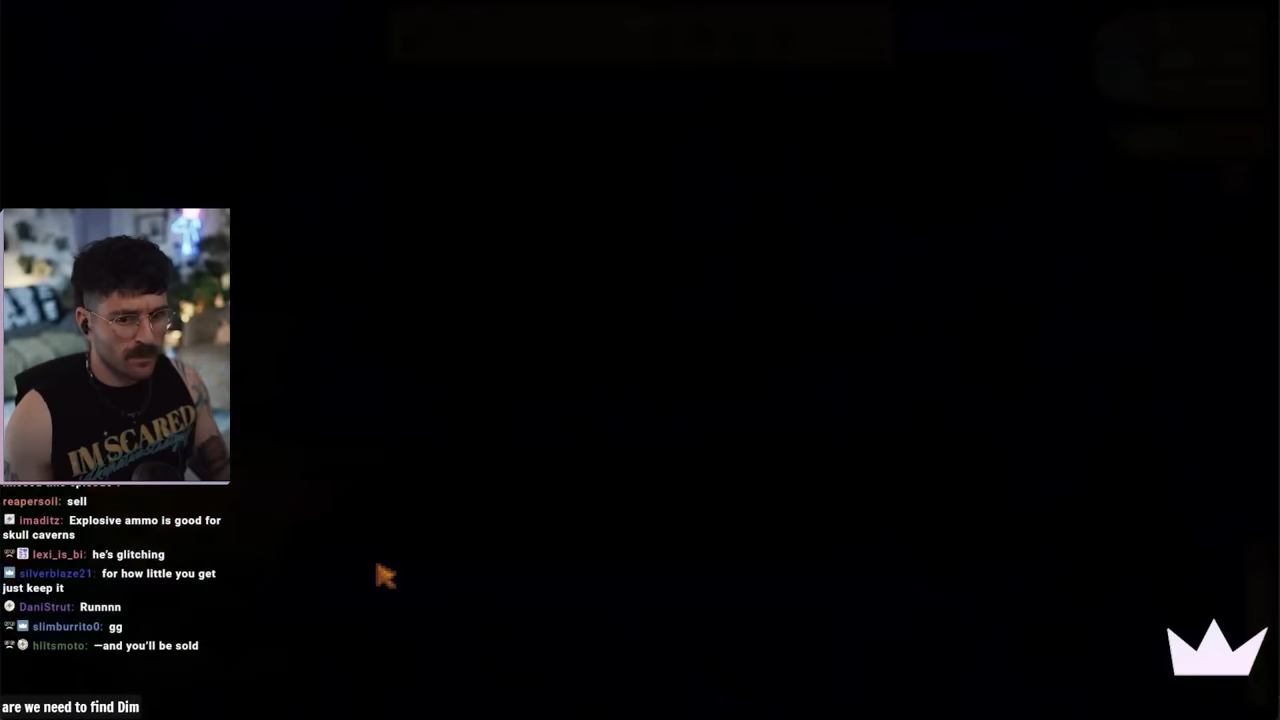 IM SCARED
reapersoil: sell
imaditz: Explosive ammo is good for
skull caverns
lexi_is_bi: he's glitching
silverblaze21: for how little you get
just keep it
DaniStrut: Runnnn
slimburrito0: gg
hiitsmoto: —and you'll be sold
are we need to find Dim